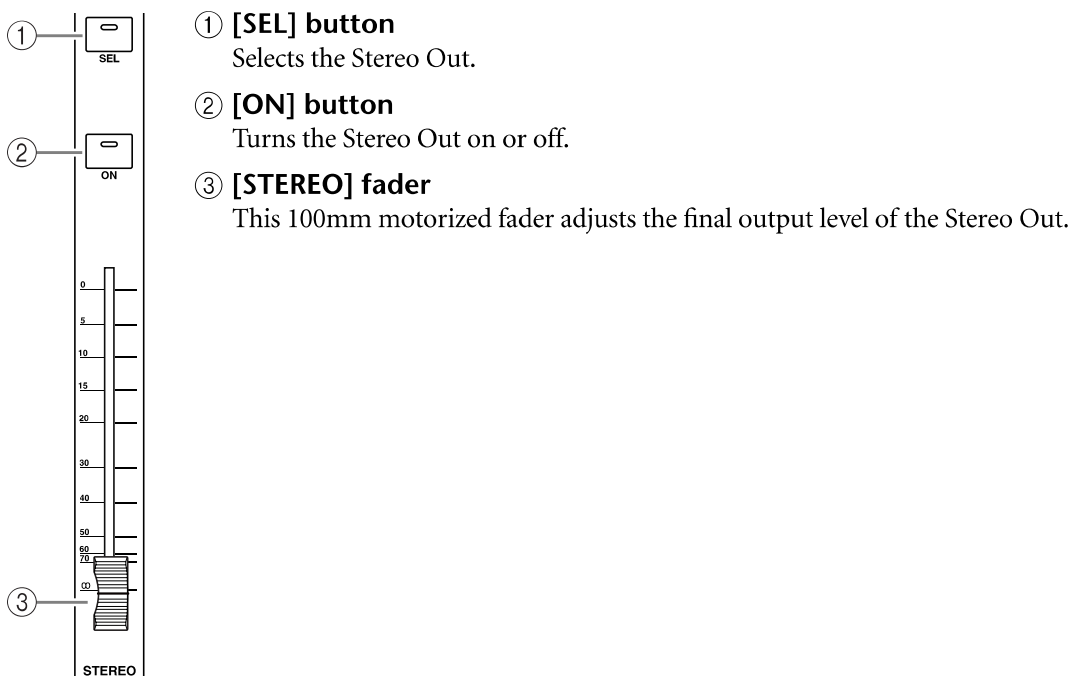 ① [SEL] button
Selects the Stereo Out.
② [ON] button
Turns the Stereo Out on or off.
③ [STEREO] fader
This 100mm motorized fader adjusts the final output level of the Stereo Out.
①
SEL
②
ON
0
5
10
15
20
30
40
50
60
70
∞
③
STEREO